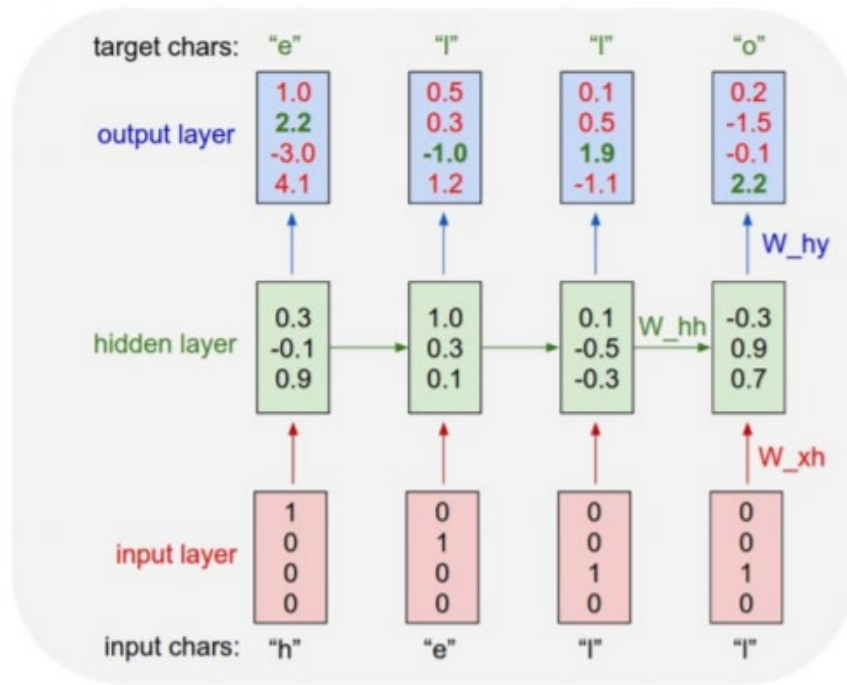 target chars: “e” “l” “l” “o”
1.0 0.5 0.1 0.2
output layer 2.2 0.3 0.5 -1.5
-3.0 -1.0 1.9 -0.1
4.1 1.2 -1.1 2.2
W_hy
0.3 1.0 0.1 W_hh -0.3
hidden layer -0.1 0.3 -0.5 0.9
0.9 0.1 -0.3 0.7
W_xh
1 0 0 0
input layer 0 1 0 0
0 0 1 1
0 0 0 0
input chars: “h” “e” “l” “l”